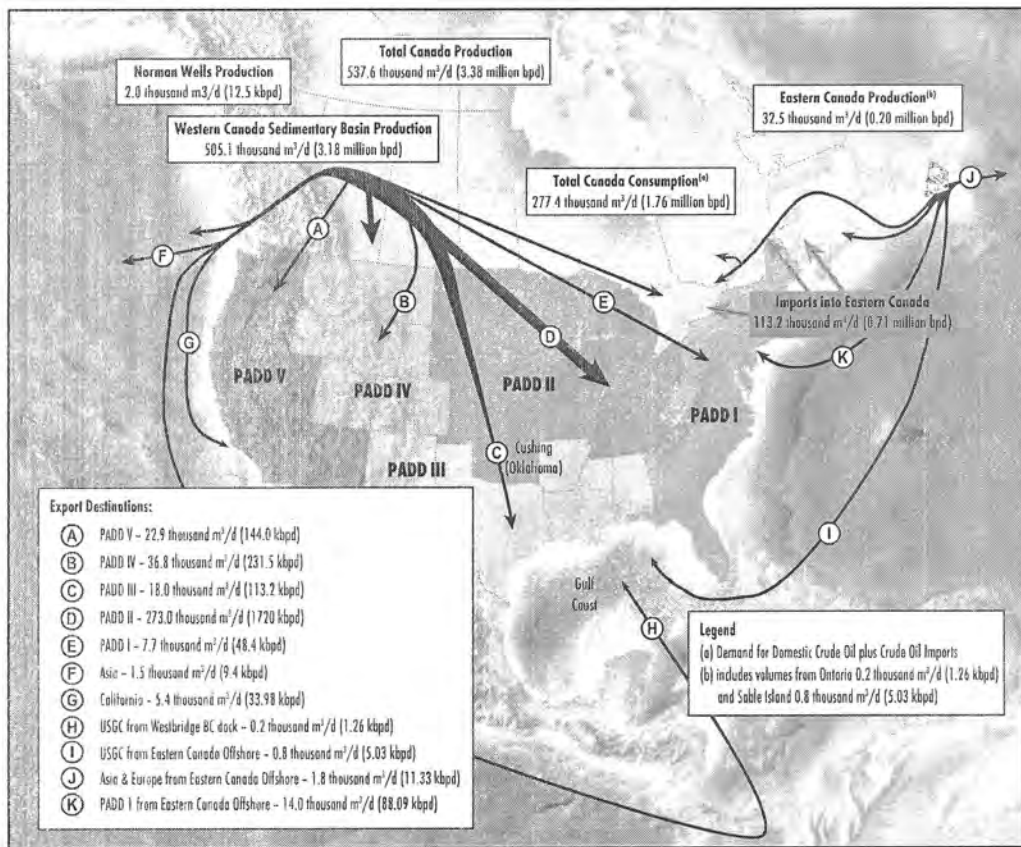 Total Canada Production
537.6 thousand m³/d (3.38 million bpd)
Norman Wells Production
2.0 thousand m3/d (12.5 kbpd)
Eastern Canada Production(b)
32.5 thousand m³/d (0.20 million bpd)
Western Canada Sedimentary Basin Production
505.1 thousand m³/d (3.18 million bpd)
Total Canada Consumption(a)
277.4 thousand m³/d (1.76 million bpd)
J
A
F
B
E
Imports into Eastern Canada
113.2 thousand m³/d (0.71 million bpd)
D
K
G
PADD V
PADD IV
PADD II
PADD I
C
Cushing
(Oklahoma)
PADD III
I
Gulf
Coast
H
Export Destinations:
A PADD V – 22.9 thousand m³/d (144.0 kbpd)
B PADD IV – 36.8 thousand m³/d (231.5 kbpd)
C PADD III – 18.0 thousand m³/d (113.2 kbpd)
D PADD II – 273.0 thousand m³/d (1720 kbpd)
E PADD I – 7.7 thousand m³/d (48.4 kbpd)
F Asia – 1.5 thousand m³/d (9.4 kbpd)
G California – 5.4 thousand m³/d (33.98 kbpd)
H USGC from Westbridge BC dock – 0.2 thousand m³/d (1.26 kbpd)
I USGC from Eastern Canada Offshore – 0.8 thousand m³/d (5.03 kbpd)
J Asia & Europe from Eastern Canada Offshore – 1.8 thousand m³/d (11.33 kbpd)
K PADD I from Eastern Canada Offshore – 14.0 thousand m³/d (88.09 kbpd)
Legend
(a) Demand for Domestic Crude Oil plus Crude Oil Imports
(b) includes volumes from Ontario 0.2 thousand m³/d (1.26 kbpd)
and Sable Island 0.8 thousand m³/d (5.03 kbpd)